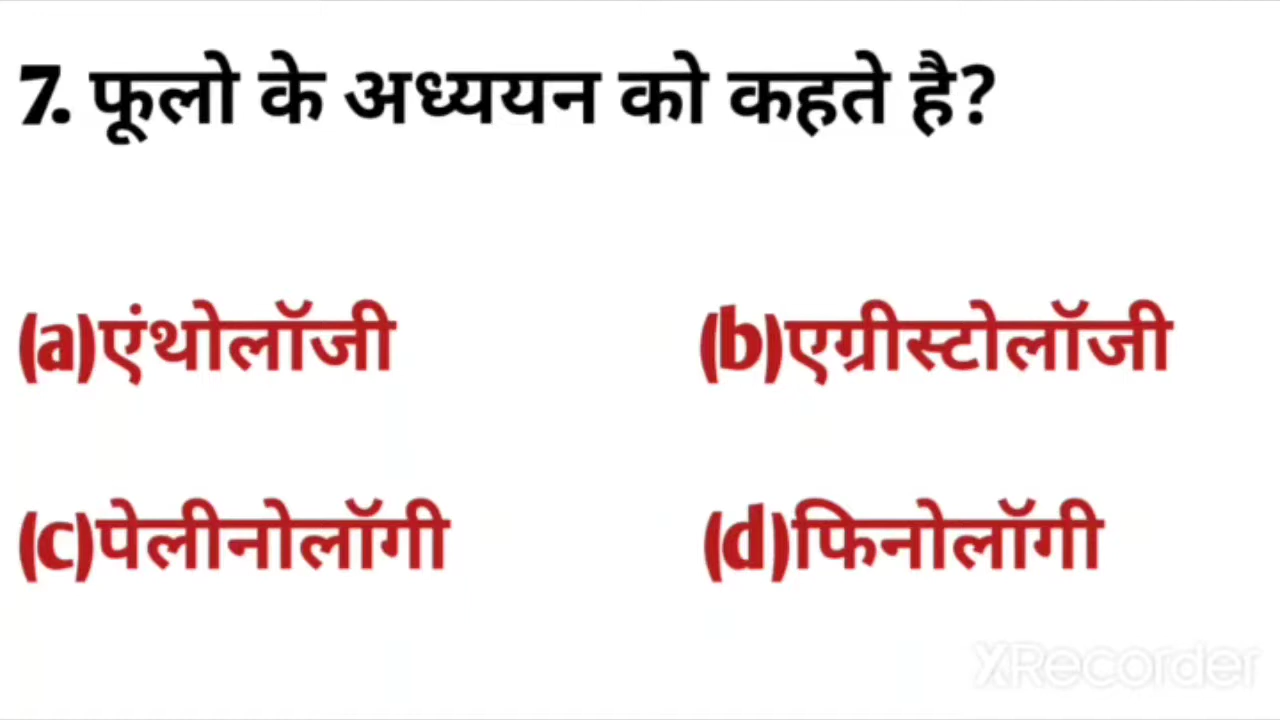 7. फूलो के अध्ययन को कहते है?
(a)एंथोलॉजी (b)एग्रीस्टोलॉजी
(c)पेलीनोलॉगी (d)फिनोलॉगी
XRecorder